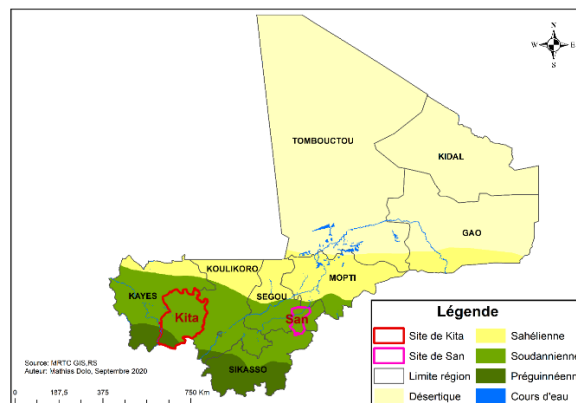 N
W E
S
TOMBOUCTOU
KIDAL
GAO
KOULIKORO
MOPTI
KAYES
SEGOU
Kita
San
SIKASSO
Légende
Site de Kita
Site de San
Limite région
Désertique
Sahélienne
Soudannienne
Préguinnéenne
Cours d'eau
Source: MRTC GIS,RS
Auteur: Mathias Dolo, Septembre 2020
0 187,5 375 750 Km